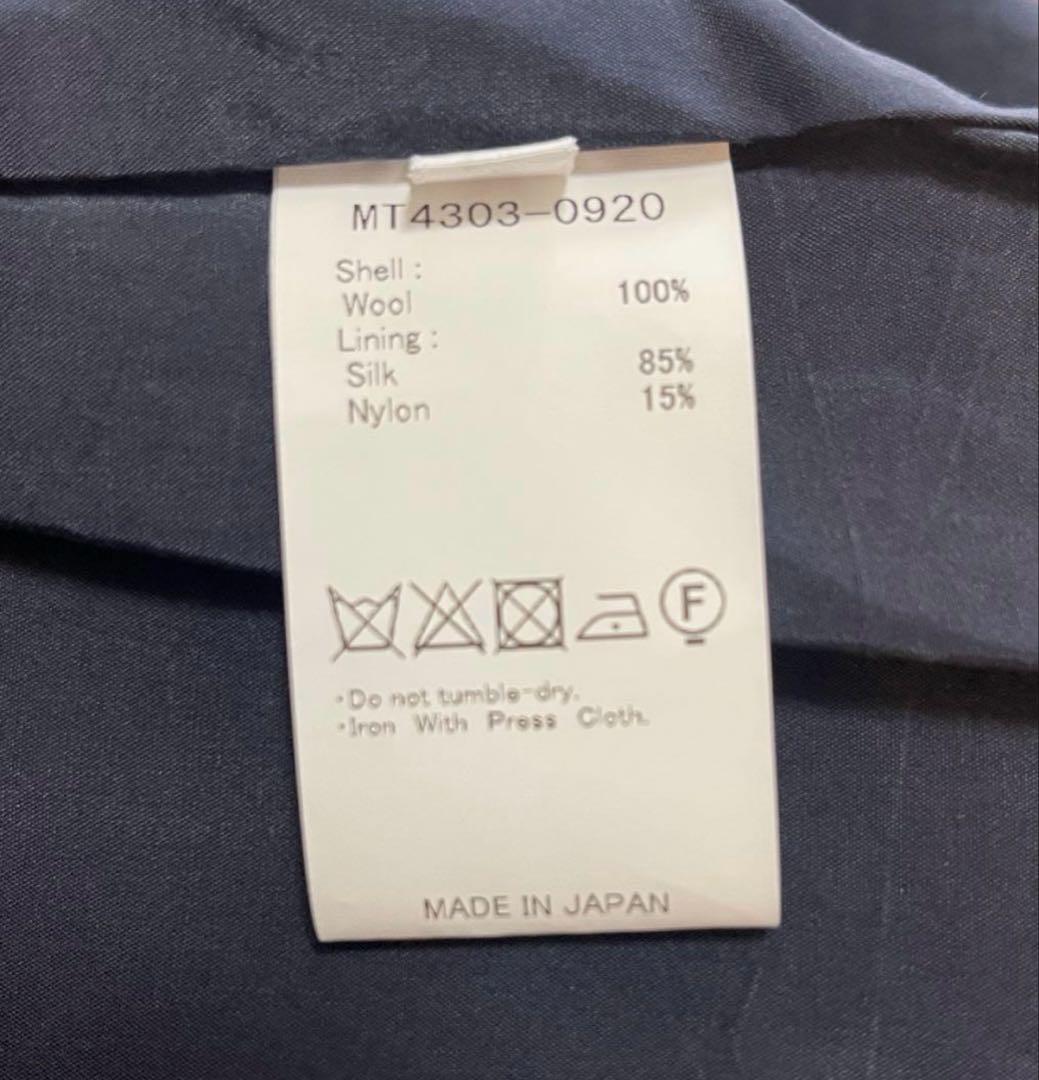 MT4303-0920
Shell :
Wool 100%
Lining :
Silk 85%
Nylon 15%
F
・Do not tumble-dry.
・Iron With Press Cloth.
MADE IN JAPAN